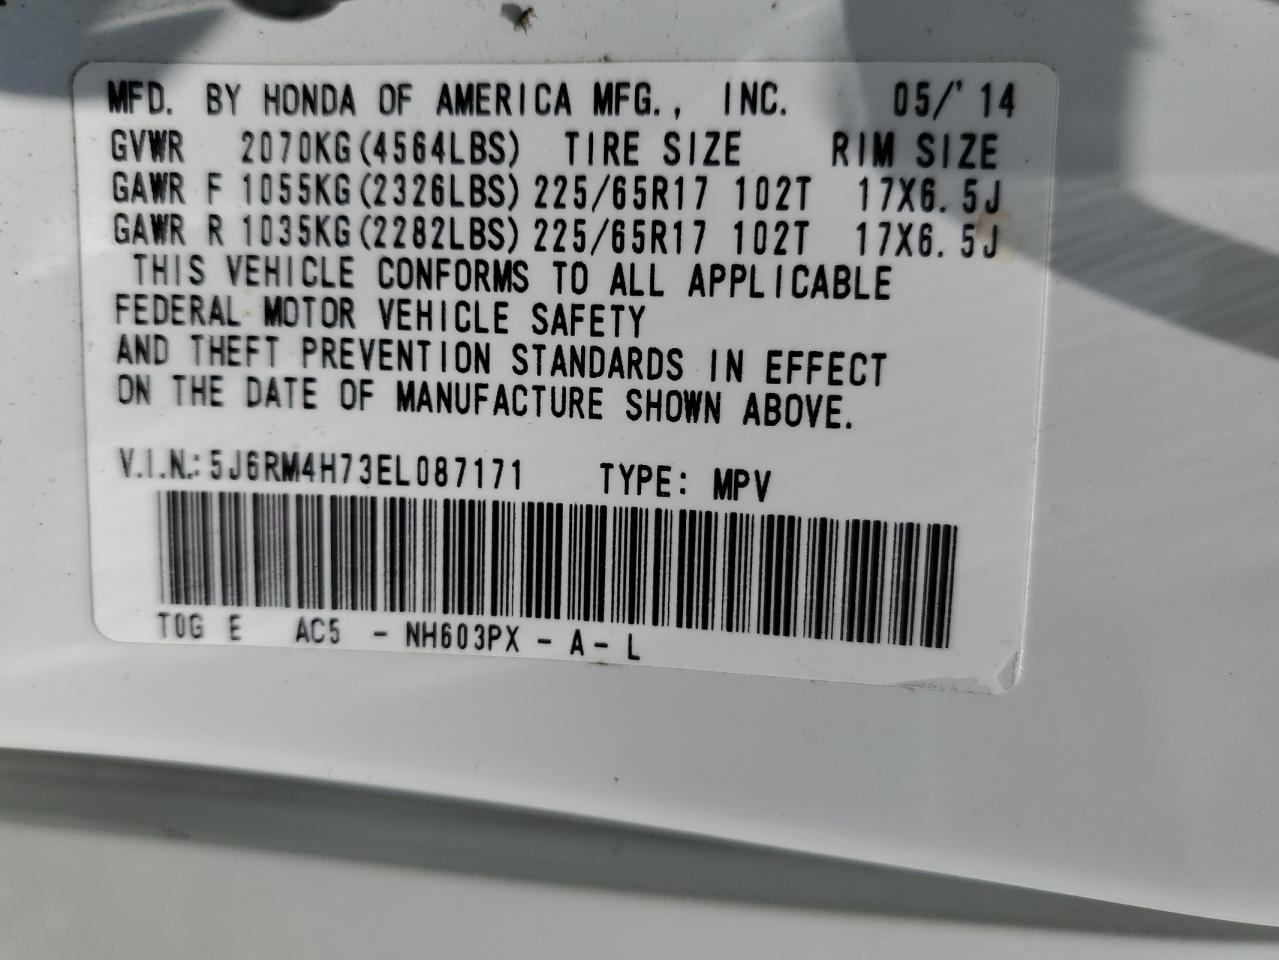 MFD. BY HONDA OF AMERICA MFG., INC. 05/'14
GVWR 2070KG(4564LBS) TIRE SIZE RIM SIZE
GAWR F 1055KG(2326LBS) 225/65R17 102T 17X6.5J
GAWR R 1035KG(2282LBS) 225/65R17 102T 17X6.5J
THIS VEHICLE CONFORMS TO ALL APPLICABLE
FEDERAL MOTOR VEHICLE SAFETY
AND THEFT PREVENTION STANDARDS IN EFFECT
ON THE DATE OF MANUFACTURE SHOWN ABOVE.
V.I.N.: 5J6RM4H73EL087171 TYPE: MPV
T0G E AC5 - NH603PX - A - L